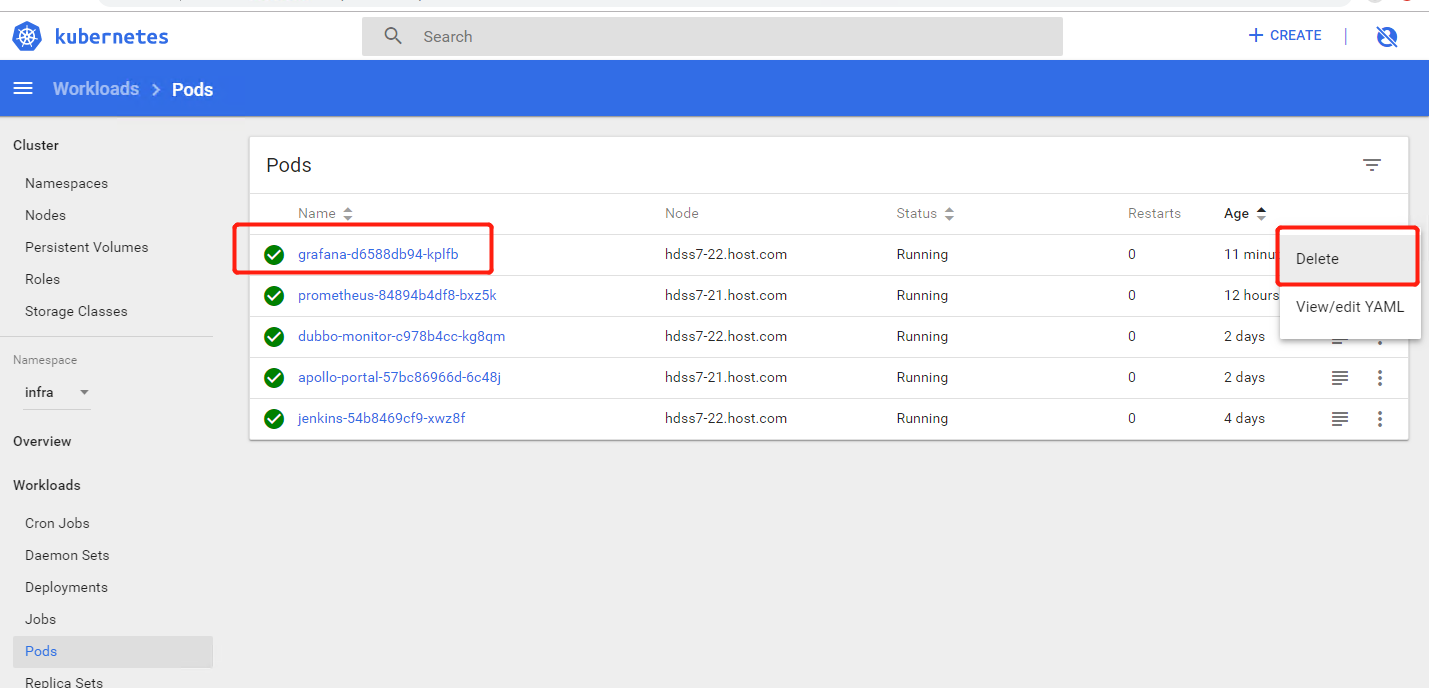 kubernetes
Search
+ CREATE |
Workloads > Pods
Cluster
Namespaces
Nodes
Persistent Volumes
Roles
Storage Classes
Namespace
infra
Overview
Workloads
Cron Jobs
Daemon Sets
Deployments
Jobs
Pods
Replica Sets
Pods
Name Node Status Restarts Age
grafana-d6588db94-kplfb hdss7-22.host.com Running 0 11 minu
prometheus-84894b4df8-bxz5k hdss7-21.host.com Running 0 12 hours
dubbo-monitor-c978b4cc-kg8qm hdss7-22.host.com Running 0 2 days
apollo-portal-57bc86966d-6c48j hdss7-21.host.com Running 0 2 days
jenkins-54b8469cf9-xwz8f hdss7-22.host.com Running 0 4 days
Delete
View/edit YAML